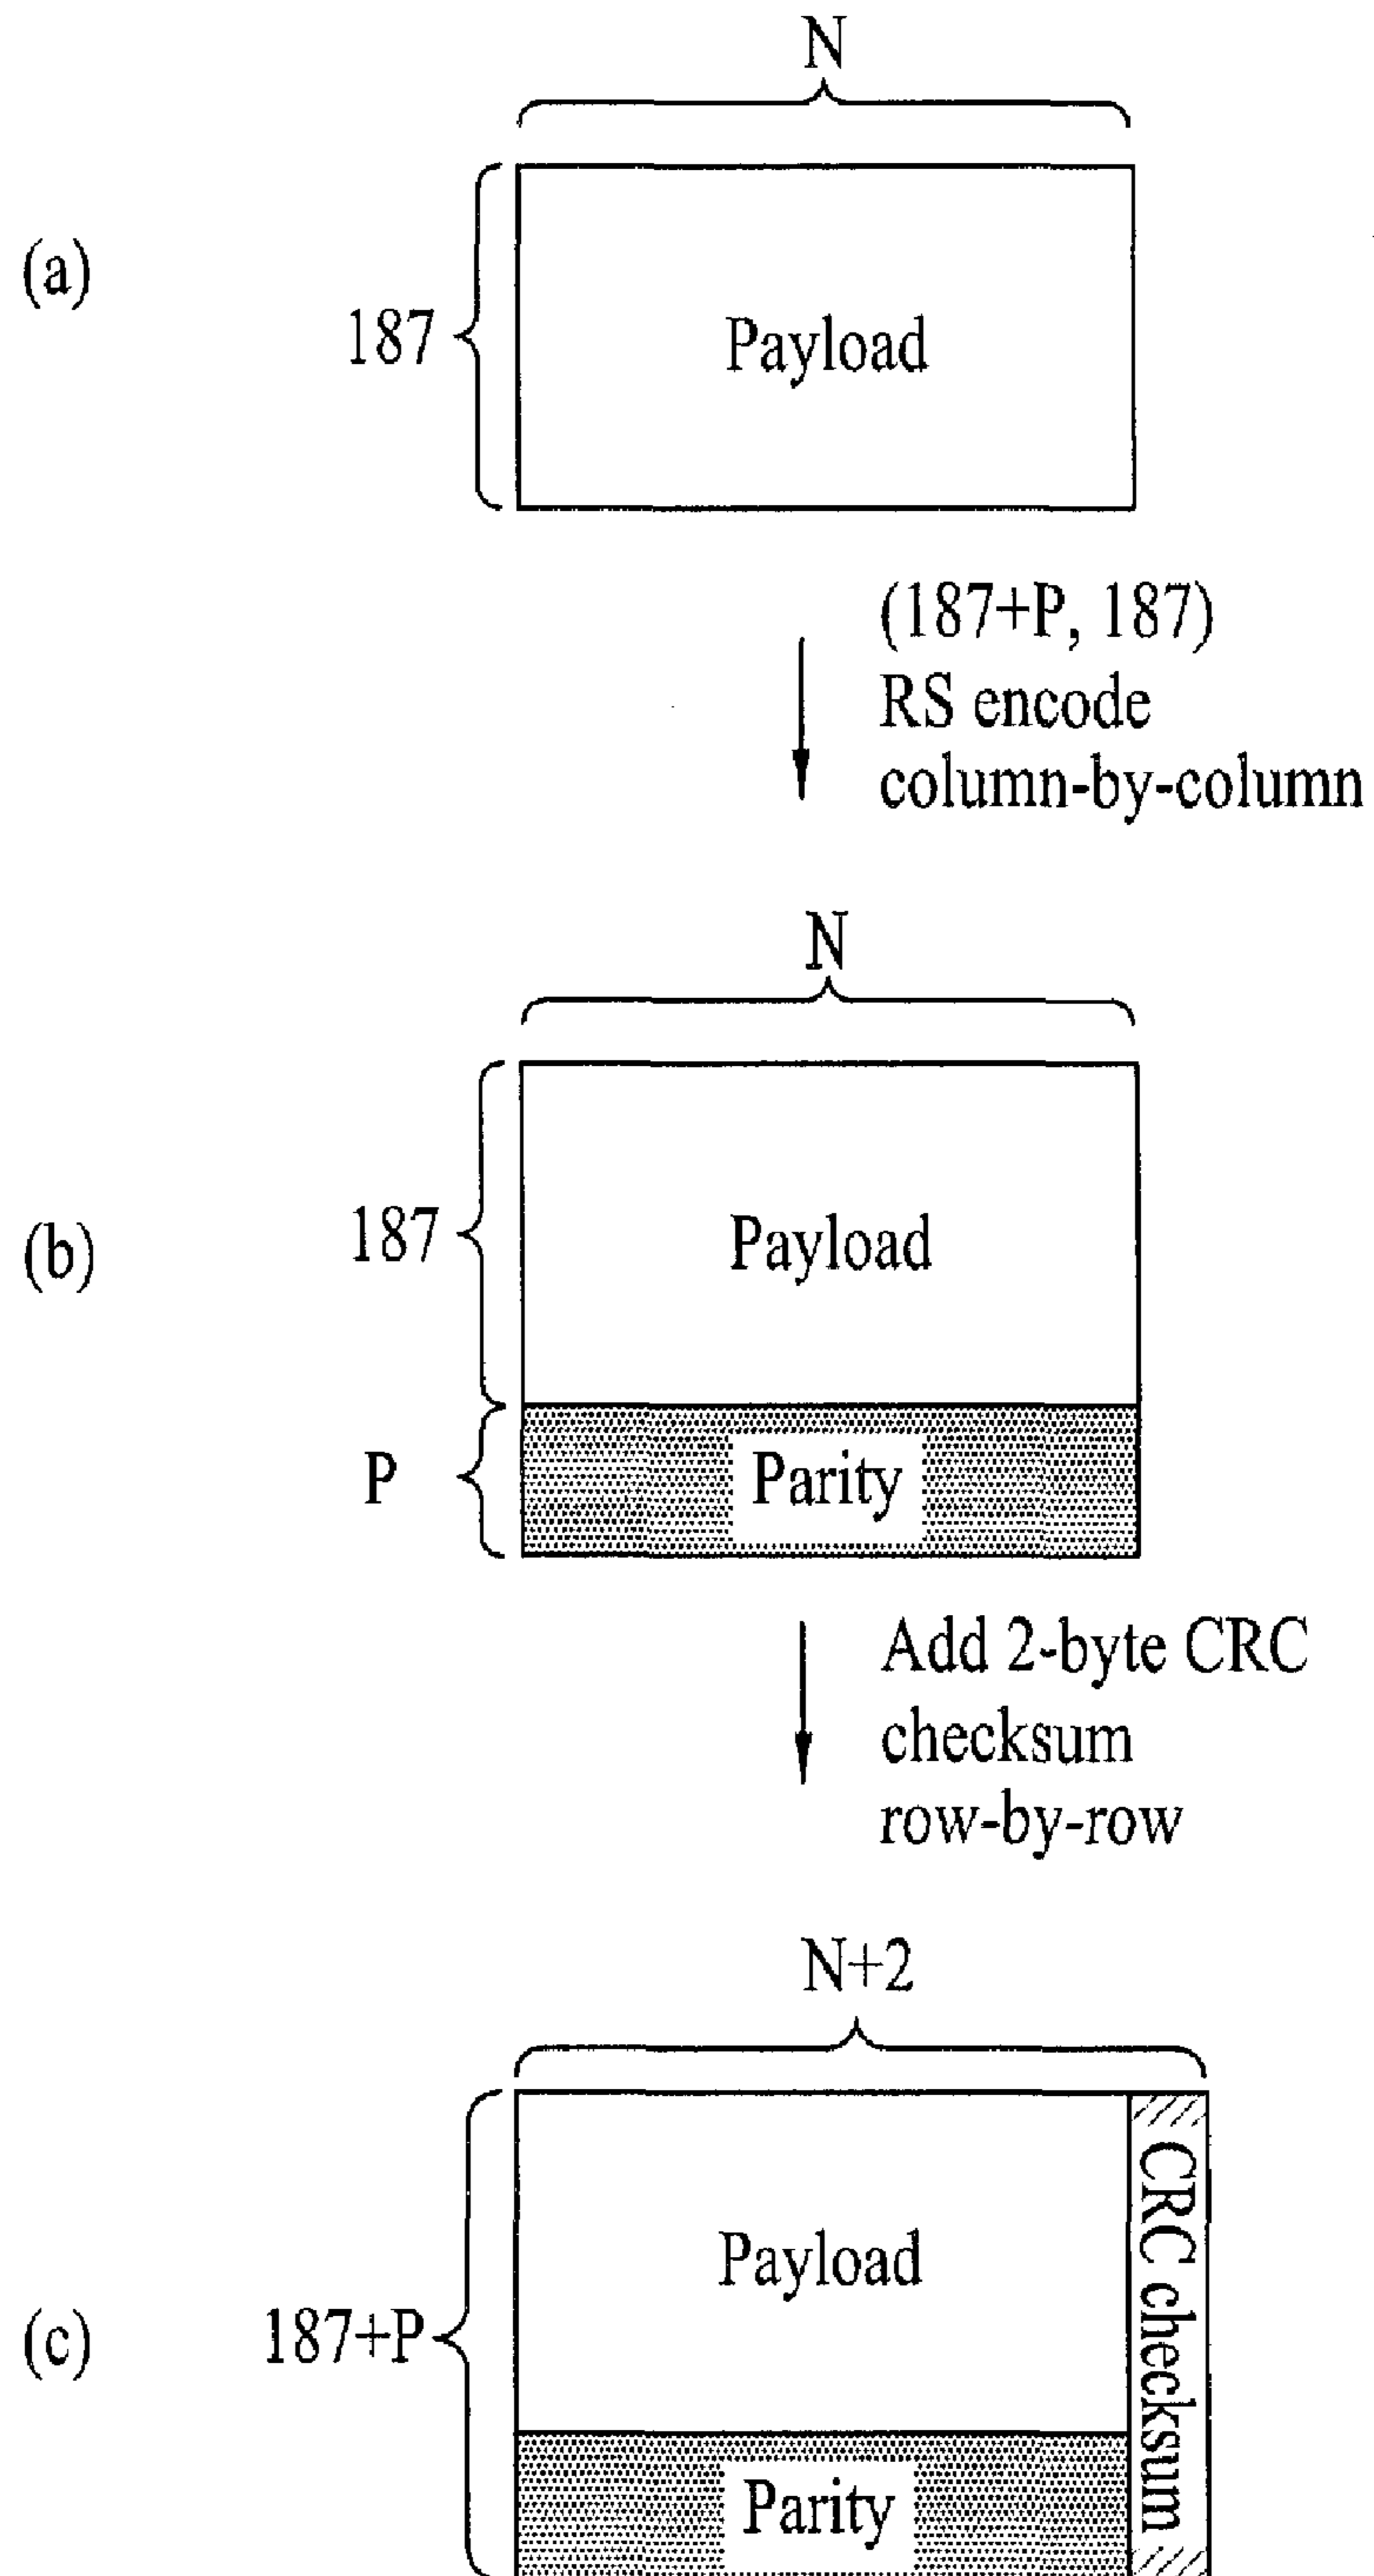 N
(a)
187
Payload
(187+P, 187)
RS encode
column-by-column
N
(b)
187
Payload
P
Parity
Add 2-byte CRC
checksum
row-by-row
N+2
(c)
187+P
Payload
CRC checksum
Parity